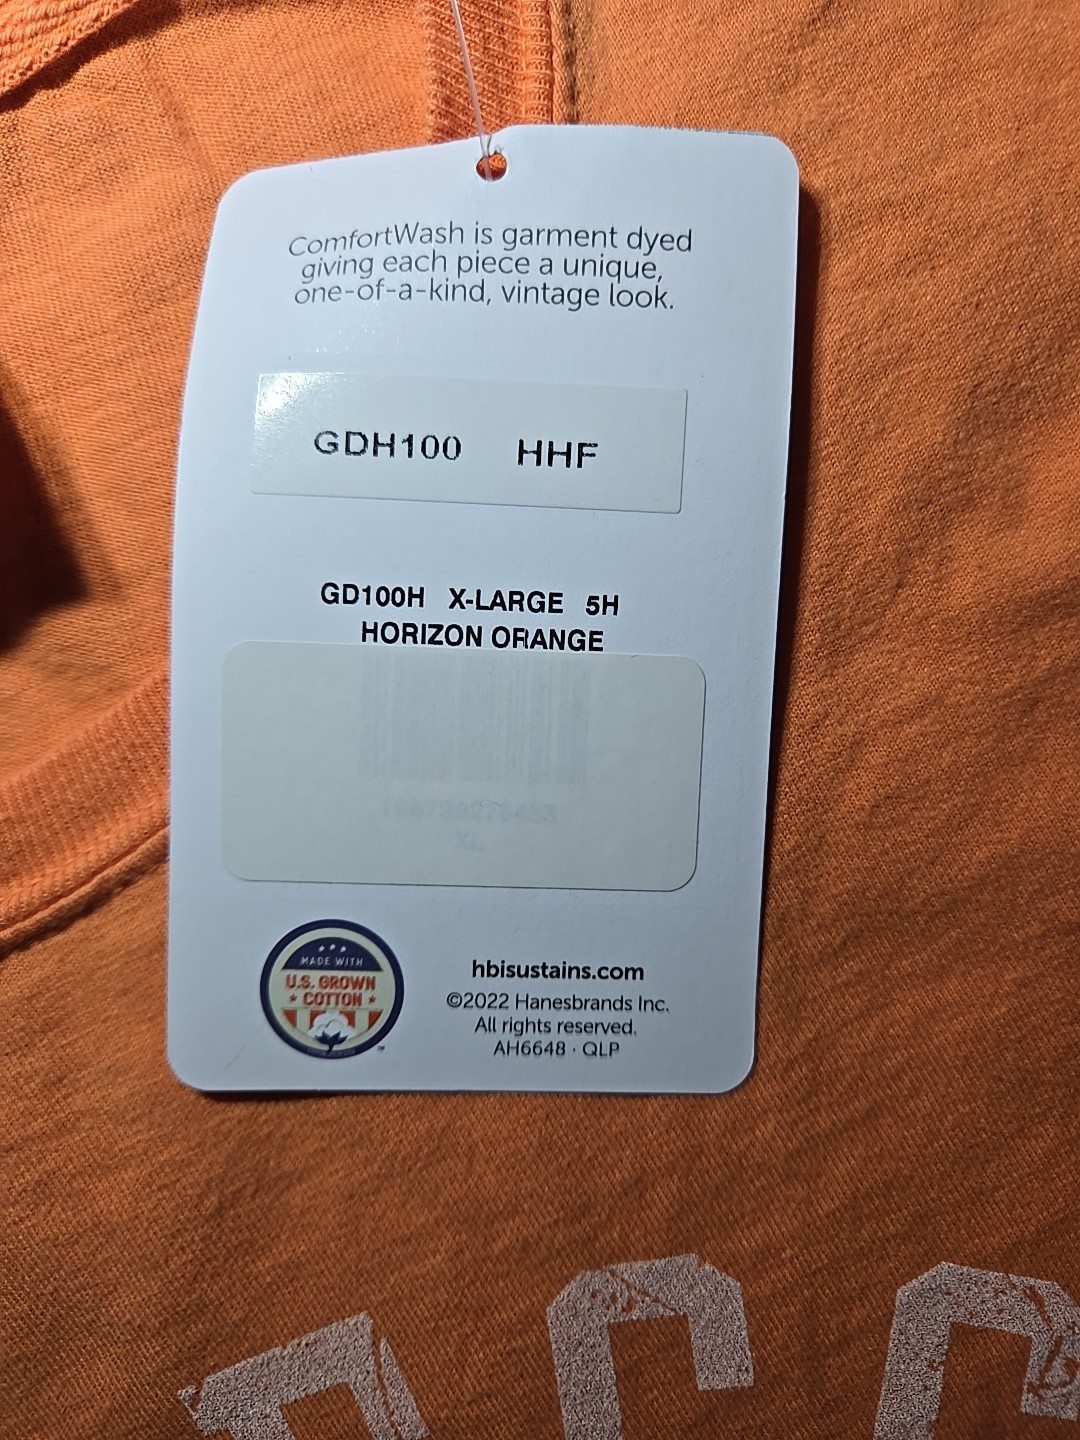 ComfortWash is garment dyed
giving each piece a unique,
one-of-a-kind, vintage look.
GDH100 HHF
GD100H X-LARGE 5H
HORIZON ORANGE
XL
MADE WITH
U.S. GROWN
COTTON
hbisustains.com
©2022 Hanesbrands Inc.
All rights reserved.
AH6648 · QLP